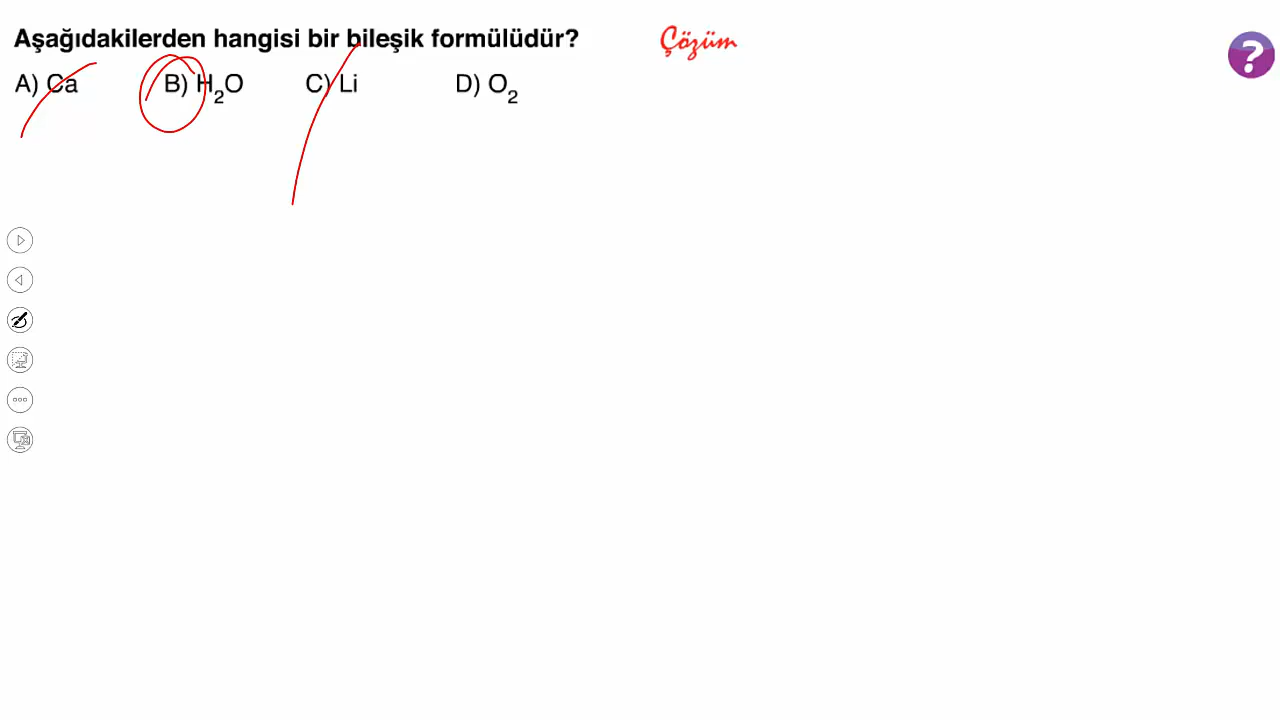 Aşağıdakilerden hangisi bir bileşik formülüdür?
Çözüm
?
A) Ca B) H₂O C) Li D) O₂